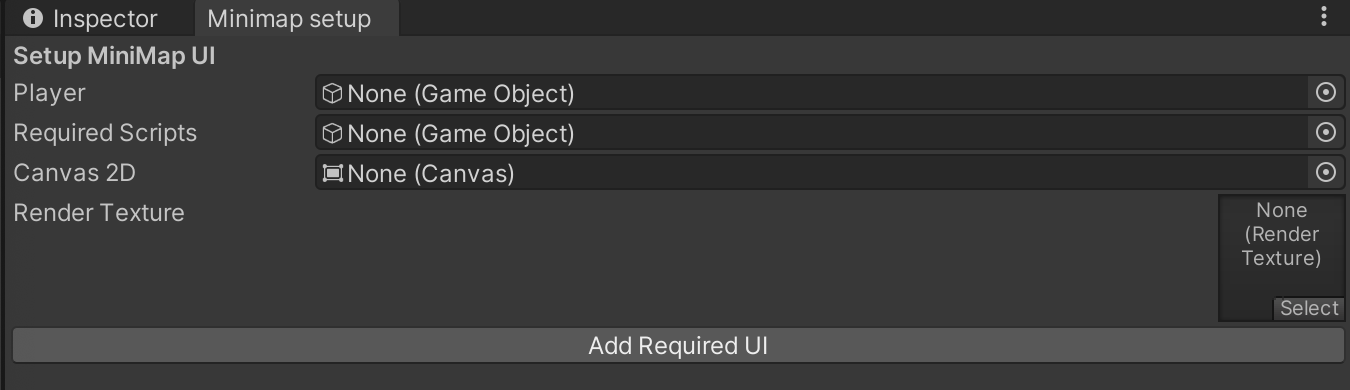 Inspector Minimap setup
Setup MiniMap UI
Player None (Game Object)
Required Scripts None (Game Object)
Canvas 2D None (Canvas)
Render Texture None
(Render
Texture)
Select
Add Required UI